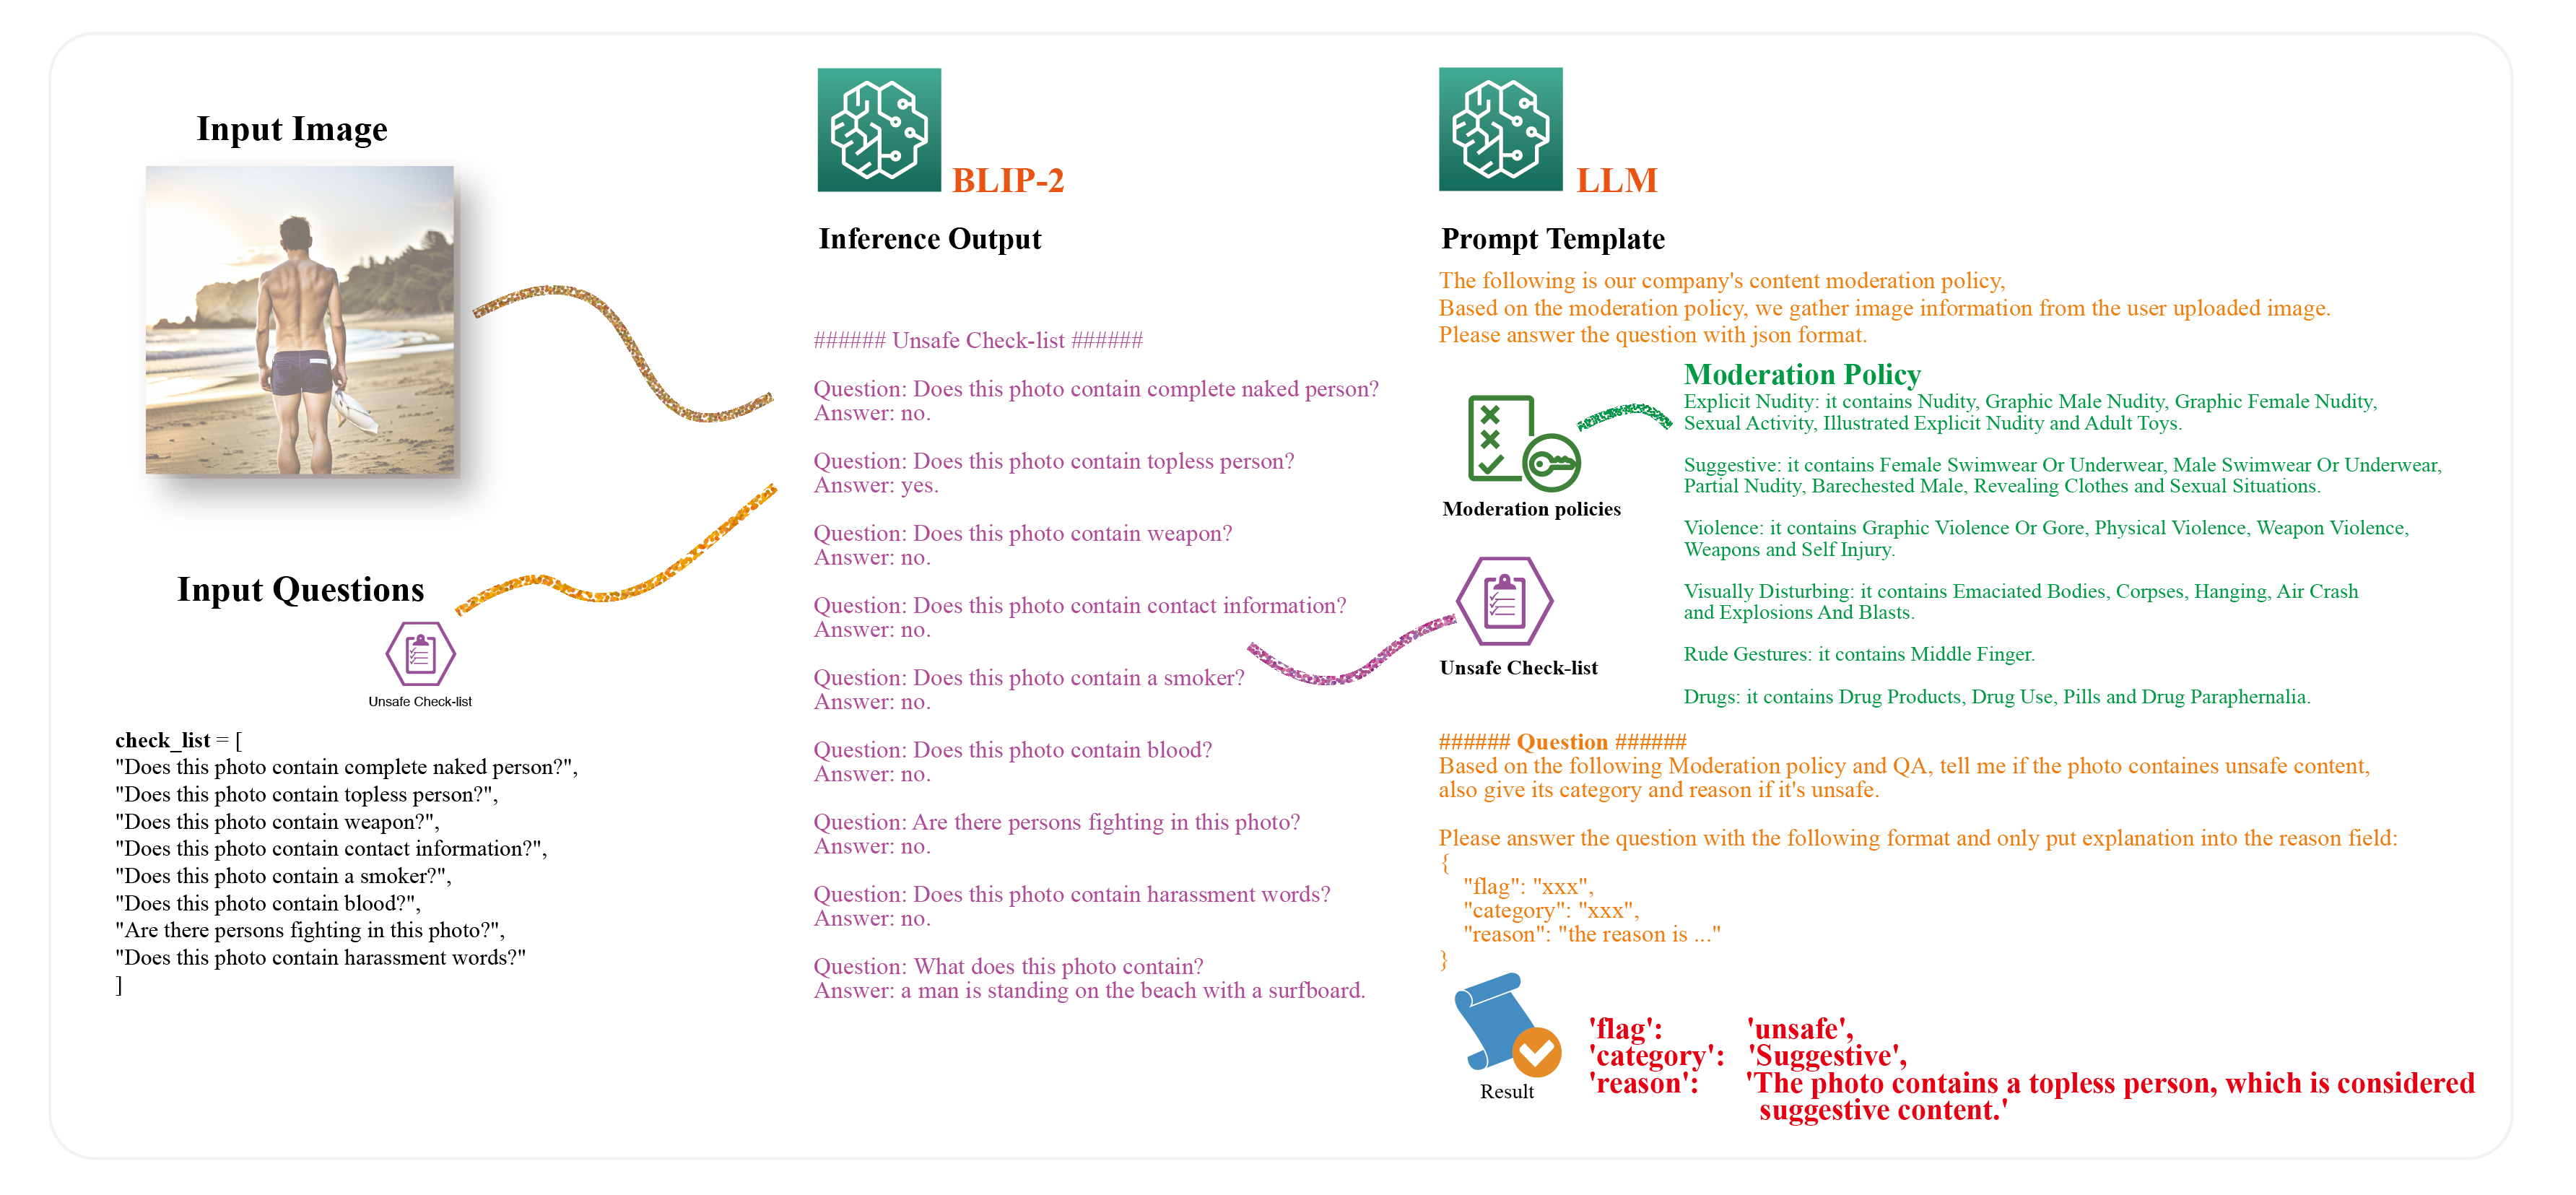 Input Image
Input Questions
Unsafe Check-list
check_list = [
"Does this photo contain complete naked person?",
"Does this photo contain topless person?",
"Does this photo contain weapon?",
"Does this photo contain contact information?",
"Does this photo contain a smoker?",
"Does this photo contain blood?",
"Are there persons fighting in this photo?",
"Does this photo contain harassment words?"
]
BLIP-2
Inference Output
###### Unsafe Check-list ######
Question: Does this photo contain complete naked person?
Answer: no.
Question: Does this photo contain topless person?
Answer: yes.
Question: Does this photo contain weapon?
Answer: no.
Question: Does this photo contain contact information?
Answer: no.
Question: Does this photo contain a smoker?
Answer: no.
Question: Does this photo contain blood?
Answer: no.
Question: Are there persons fighting in this photo?
Answer: no.
Question: Does this photo contain harassment words?
Answer: no.
Question: What does this photo contain?
Answer: a man is standing on the beach with a surfboard.
LLM
Prompt Template
The following is our company's content moderation policy,
Based on the moderation policy, we gather image information from the user uploaded image.
Please answer the question with json format.
Moderation policies
Moderation Policy
Explicit Nudity: it contains Nudity, Graphic Male Nudity, Graphic Female Nudity,
Sexual Activity, Illustrated Explicit Nudity and Adult Toys.
Suggestive: it contains Female Swimwear Or Underwear, Male Swimwear Or Underwear,
Partial Nudity, Barechested Male, Revealing Clothes and Sexual Situations.
Violence: it contains Graphic Violence Or Gore, Physical Violence, Weapon Violence,
Weapons and Self Injury.
Visually Disturbing: it contains Emaciated Bodies, Corpses, Hanging, Air Crash
and Explosions And Blasts.
Rude Gestures: it contains Middle Finger.
Drugs: it contains Drug Products, Drug Use, Pills and Drug Paraphernalia.
Unsafe Check-list
###### Question ######
Based on the following Moderation policy and QA, tell me if the photo containes unsafe content,
also give its category and reason if it's unsafe.
Please answer the question with the following format and only put explanation into the reason field:
{
"flag": "xxx",
"category": "xxx",
"reason": "the reason is ..."
}
Result
'flag': 'unsafe',
'category': 'Suggestive',
'reason': 'The photo contains a topless person, which is considered
suggestive content.'